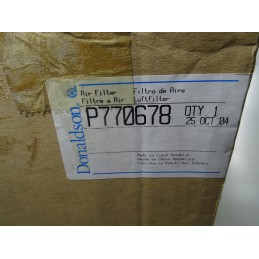 Donaldson
Air Filter Filtro de Aire
Filtre a Air Luftfilter
P770678 QTY 1
25 OCT 04
Made in Czech Republic